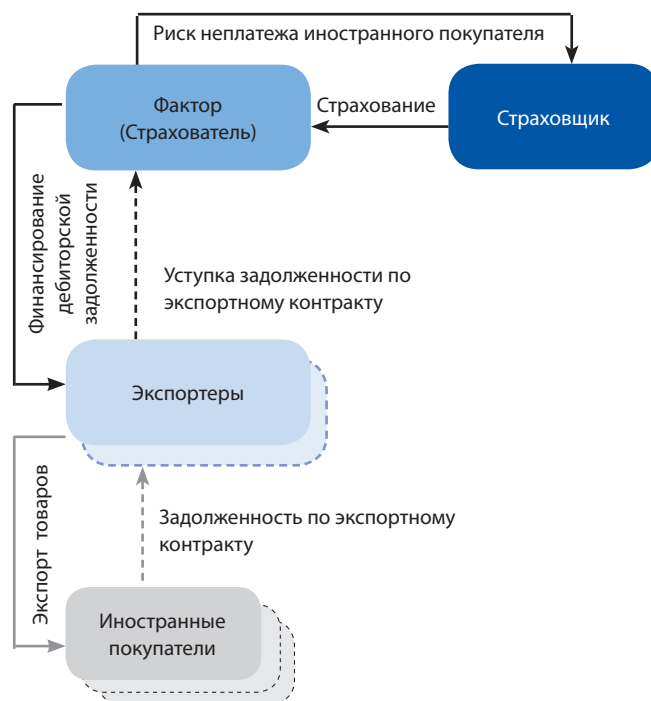 Риск неплатежа иностранного покупателя
Фактор
(Страхователь)
Страхование
Страховщик
Финансирование
дебиторской
задолженности
Уступка задолженности по
экспортному контракту
Экспортеры
Экспорт товаров
Задолженность по экспортному
контракту
Иностранные
покупатели